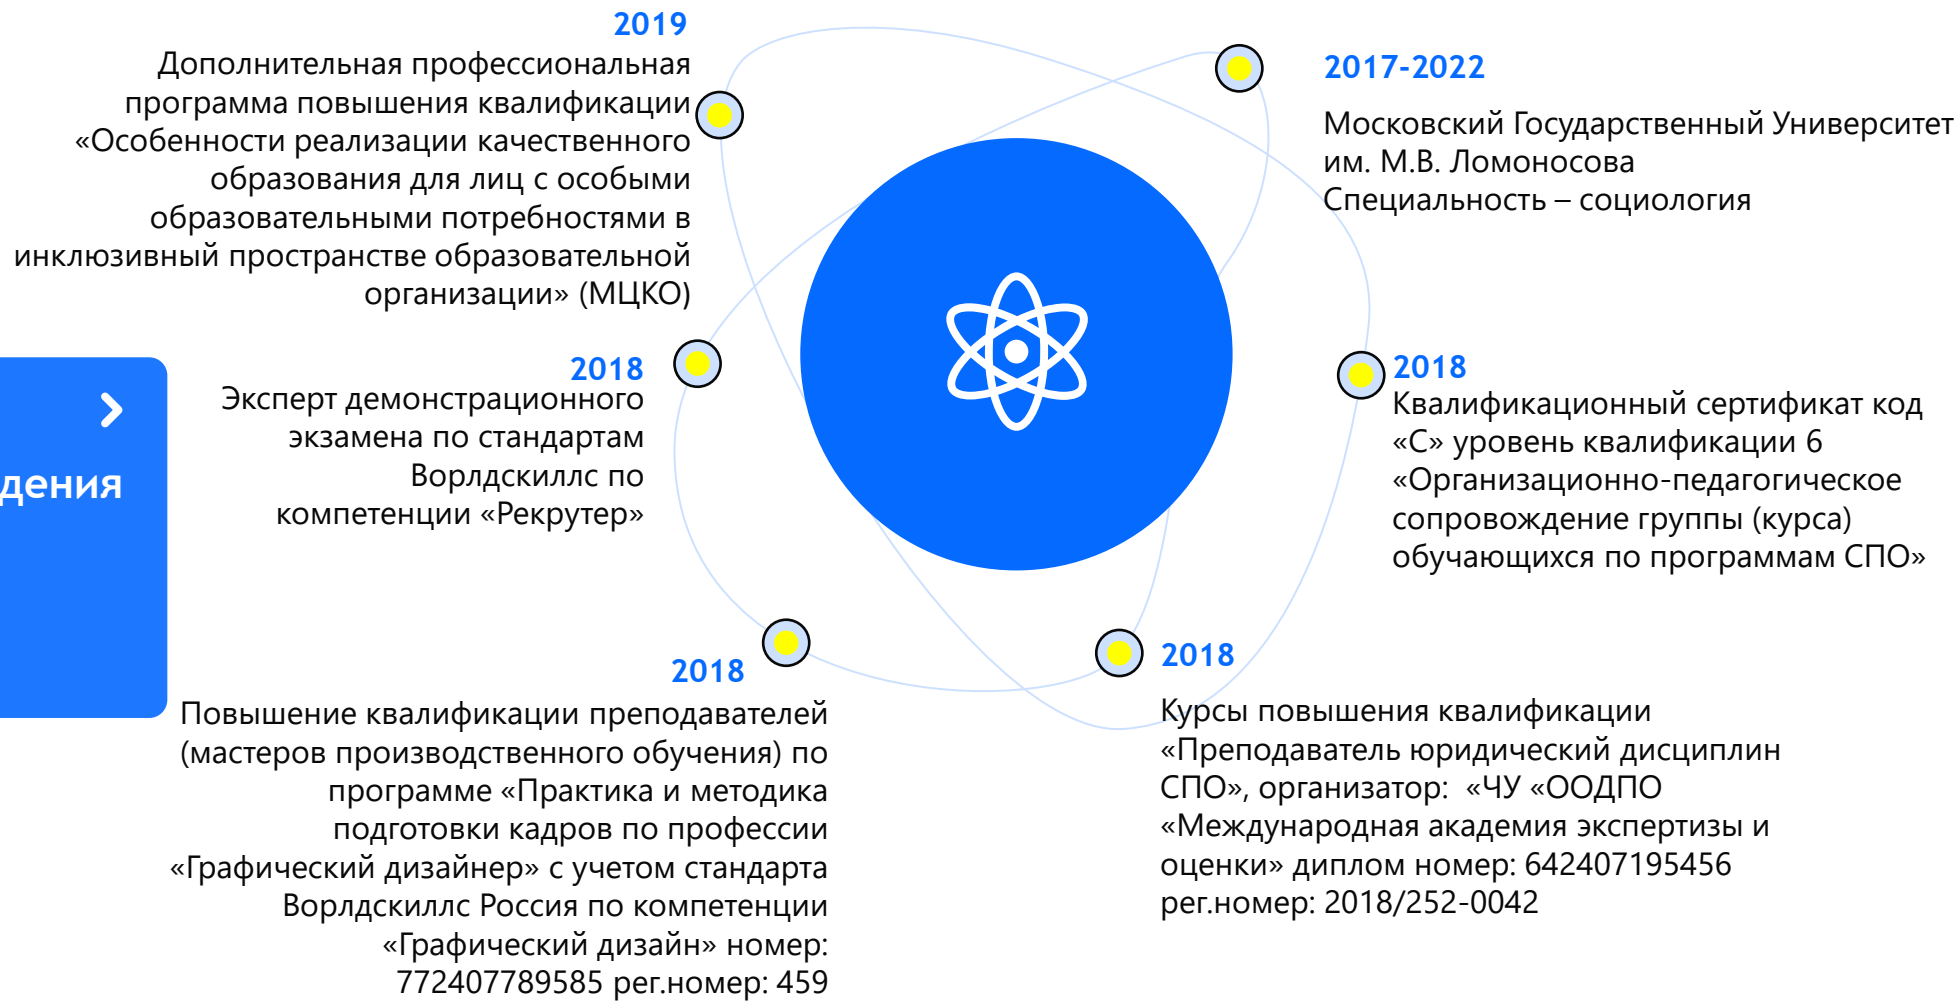 2019
Дополнительная профессиональная
программа повышения квалификации
«Особенности реализации качественного
образования для лиц с особыми
образовательными потребностями в
инклюзивный пространстве образовательной
организации» (МЦКО)
2017-2022
Московский Государственный Университет
им. М.В. Ломоносова
Специальность – социология
2018
Эксперт демонстрационного
экзамена по стандартам
Ворлдскиллс по
компетенции «Рекрутер»
2018
Квалификационный сертификат код
«С» уровень квалификации 6
«Организационно-педагогическое
сопровождение группы (курса)
обучающихся по программам СПО»
дения
2018
Повышение квалификации преподавателей
(мастеров производственного обучения) по
программе «Практика и методика
подготовки кадров по профессии
«Графический дизайнер» с учетом стандарта
Ворлдскиллс Россия по компетенции
«Графический дизайн» номер:
772407789585 рег.номер: 459
2018
Курсы повышения квалификации
«Преподаватель юридический дисциплин
СПО», организатор:  «ЧУ «ООДПО
«Международная академия экспертизы и
оценки» диплом номер: 642407195456
рег.номер: 2018/252-0042